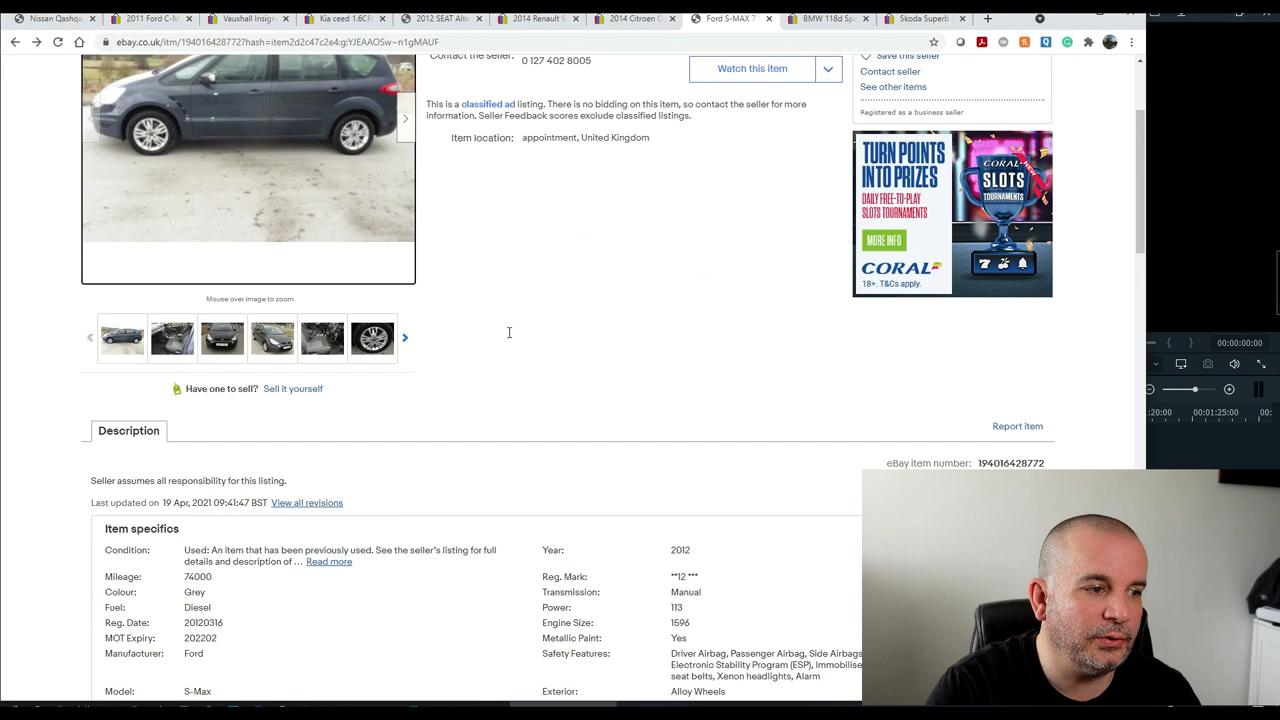 Nissan Qashqa
2011 Ford C-M
Vauxhall Insign
Kia ceed 1.6CR
2012 SEAT Alte
2014 Renault S
2014 Citroen C
Ford S-MAX 7
BMW 118d Sp
Skoda Superb
ebay.co.uk/itm/194016428772?hash=item2d2c47c2e4:g:YJEAAOSw~n1gMAUF
Contact the seller: 0 127 402 8005
Watch this item
Save this seller
Contact seller
See other items
Registered as a business seller
This is a classified ad listing. There is no bidding on this item, so contact the seller for more
information. Seller Feedback scores exclude classified listings.
Item location: appointment, United Kingdom
TURN POINTS
INTO PRIZES
DAILY FREE-TO-PLAY
SLOTS TOURNAMENTS
MORE INFO
CORAL
18+. T&Cs apply.
CORAL
SLOTS
TOURNAMENTS
NEW
7
Mouse over image to zoom
Have one to sell? Sell it yourself
00:00:00:00
:20:00 00:01:25:00 00:
Description
Report item
eBay item number: 194016428772
Seller assumes all responsibility for this listing.
Last updated on 19 Apr, 2021 09:41:47 BST View all revisions
Item specifics
Condition: Used: An item that has been previously used. See the seller's listing for full
details and description of ... Read more
Year: 2012
Mileage: 74000
Reg. Mark: **12 ***
Colour: Grey
Transmission: Manual
Fuel: Diesel
Power: 113
Reg. Date: 20120316
Engine Size: 1596
MOT Expiry: 202202
Metallic Paint: Yes
Manufacturer: Ford
Safety Features: Driver Airbag, Passenger Airbag, Side Airbags
Electronic Stability Program (ESP), Immobilise
seat belts, Xenon headlights, Alarm
Model: S-Max
Exterior: Alloy Wheels